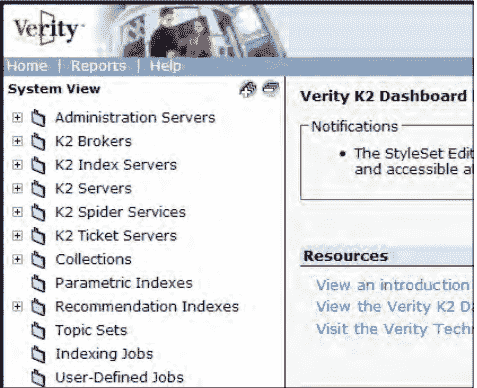 Verity
Home | Reports | Help
System View
Administration Servers
K2 Brokers
K2 Index Servers
K2 Servers
K2 Spider Services
K2 Ticket Servers
Collections
Parametric Indexes
Recommendation Indexes
Topic Sets
Indexing Jobs
User-Defined Jobs
Verity K2 Dashboard
Notifications
• The StyleSet Edit
and accessible a
Resources
View an introduction
View the Verity K2 D
Visit the Verity Tech